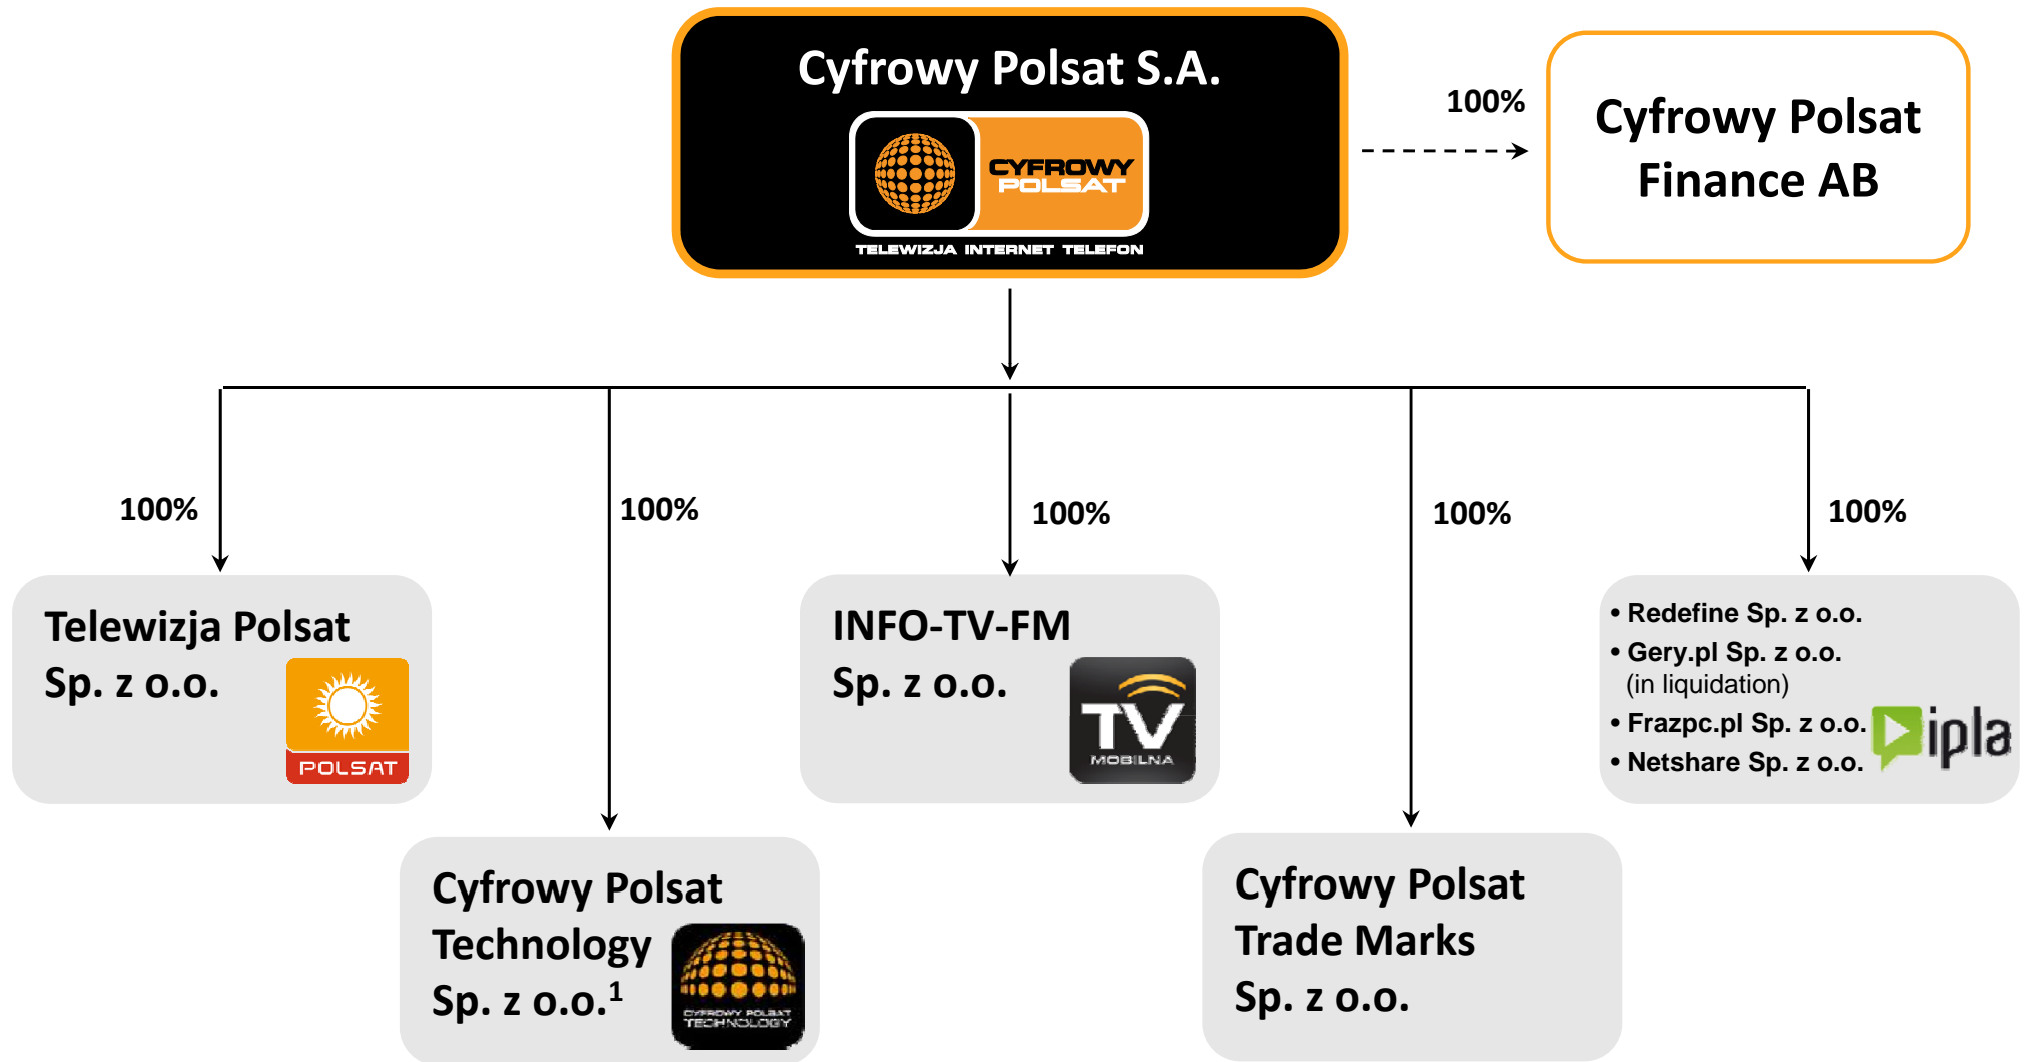 Cyfrowy Polsat S.A.
CYFROWY
POLSAT
TELEWIZJA INTERNET TELEFON
100%
Cyfrowy Polsat
Finance AB
100%
100%
100%
100%
100%
Telewizja Polsat
Sp. z o.o.
POLSAT
INFO-TV-FM
Sp. z o.o.
TV
MOBILNA
• Redefine Sp. z o.o.
• Gery.pl Sp. z o.o.
(in liquidation)
• Frazpc.pl Sp. z o.o.
• Netshare Sp. z o.o.
ipla
Cyfrowy Polsat
Technology
Sp. z o.o.¹
CYFROWY POLSAT
TECHNOLOGY
Cyfrowy Polsat
Trade Marks
Sp. z o.o.